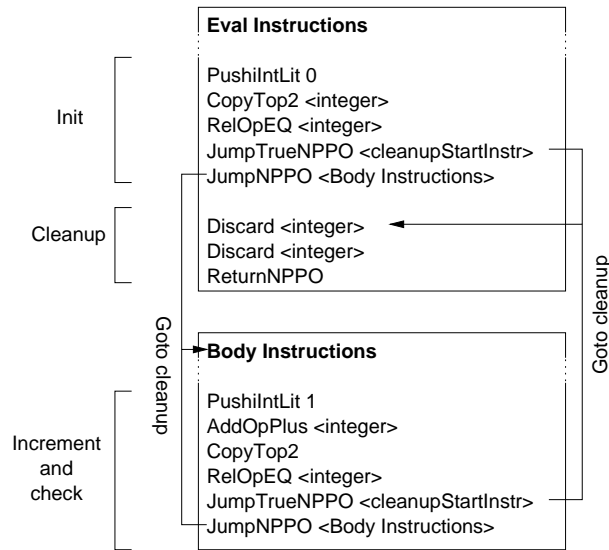 Eval Instructions
Init
PushiIntLit 0
CopyTop2 <integer>
RelOpEQ <integer>
JumpTrueNPPO <cleanupStartInstr>
JumpNPPO <Body Instructions>
Cleanup
Discard <integer>
Discard <integer>
ReturnNPPO
Goto cleanup
Goto cleanup
Body Instructions
Increment
and
check
PushiIntLit 1
AddOpPlus <integer>
CopyTop2
RelOpEQ <integer>
JumpTrueNPPO <cleanupStartInstr>
JumpNPPO <Body Instructions>